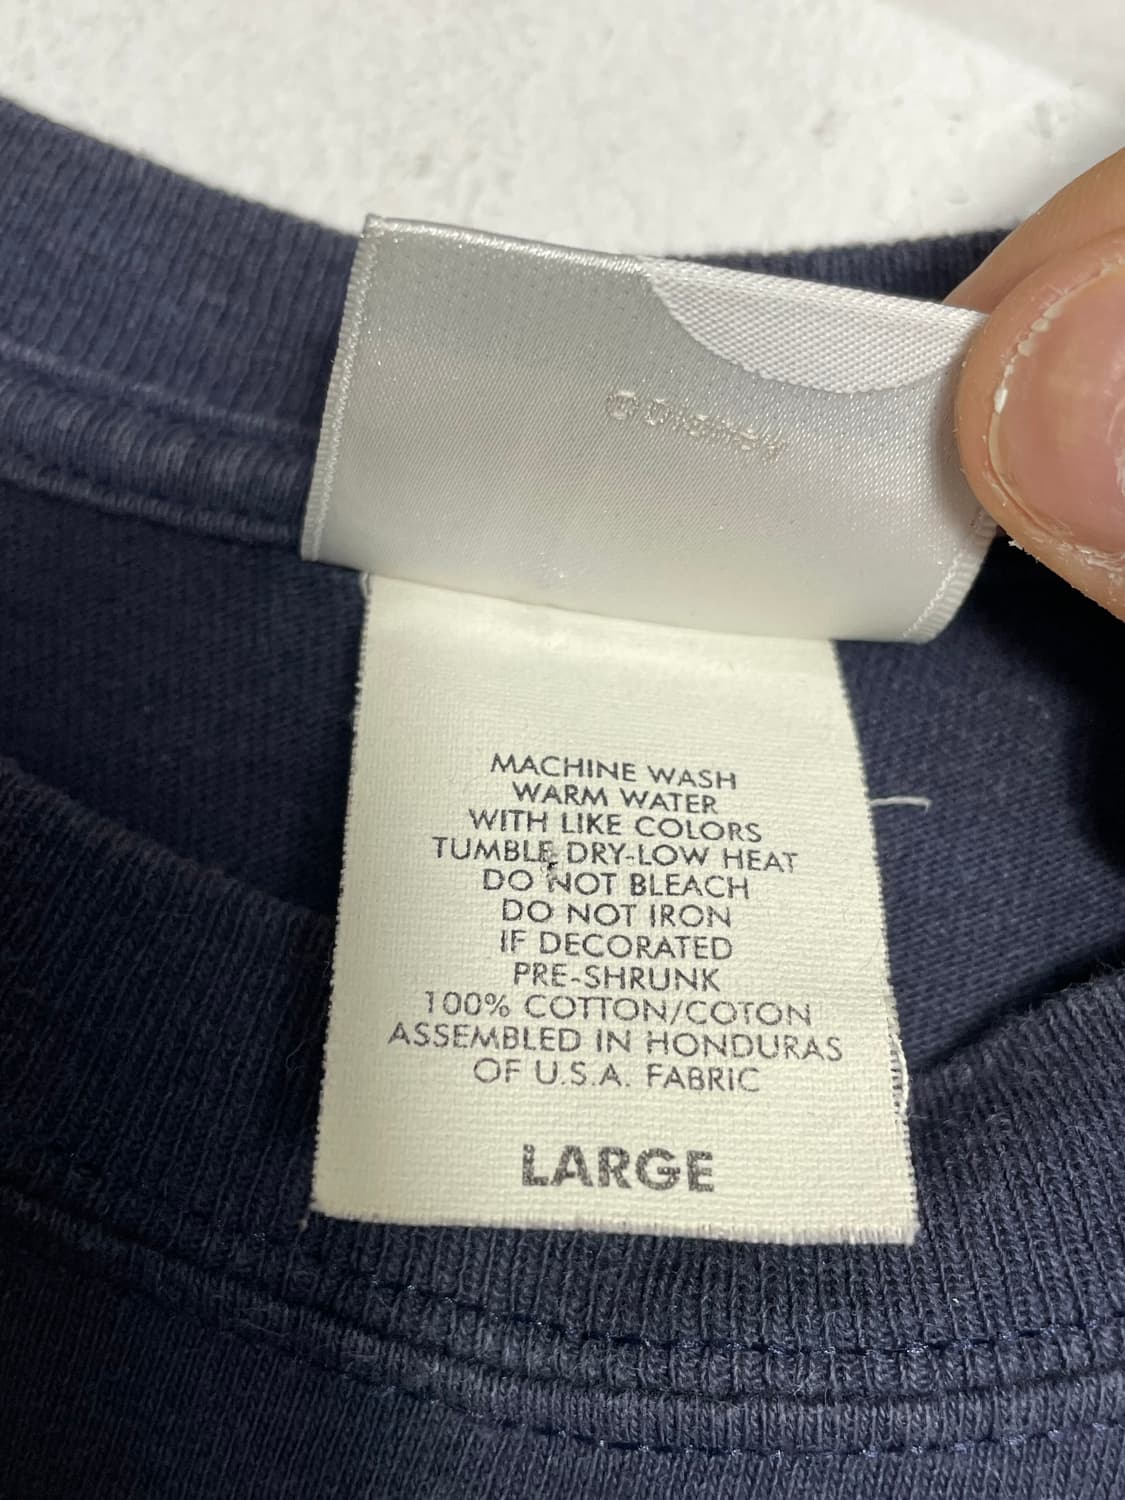 MACHINE WASH
WARM WATER
WITH LIKE COLORS
TUMBLE DRY-LOW HEAT
DO NOT BLEACH
DO NOT IRON
IF DECORATED
PRE-SHRUNK
100% COTTON/COTON
ASSEMBLED IN HONDURAS
OF U.S.A. FABRIC
LARGE